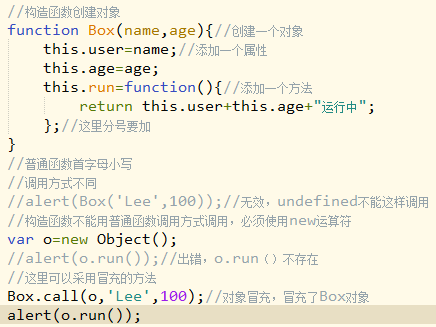 //构造函数创建对象
function Box(name,age){//创建一个对象
    this.user=name;//添加一个属性
    this.age=age;
    this.run=function(){//添加一个方法
        return this.user+this.age+"运行中";
    };//这里分号要加
}
//普通函数首字母小写
//调用方式不同
//alert(Box('Lee',100));//无效，undefined不能这样调用
//构造函数不能用普通函数调用方式调用，必须使用new运算符
var o=new Object();
//alert(o.run());//出错，o.run（）不存在
//这里可以采用冒充的方法
Box.call(o,'Lee',100);//对象冒充，冒充了Box对象
alert(o.run());